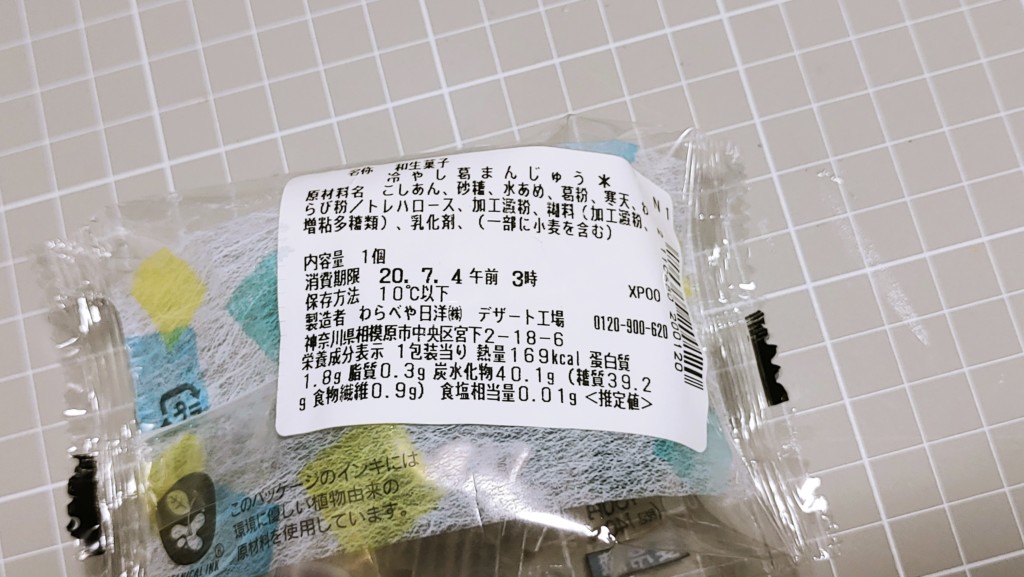 名称 和生菓子
冷やし葛まんじゅう＊
原材料名 こしあん、砂糖、水あめ、葛粉、寒天、わ N 1
らび粉／トレハロース、加工澱粉、糊料（加工澱粉、
増粘多糖類）、乳化剤、（一部に小麦を含む）
内容量 1個
消費期限 20. 7. 4 午前 3時
保存方法 10℃以下 XP00
製造者 わらべや日洋㈱ デザート工場 0120-900-620
神奈川県相模原市中央区宮下2-18-6
栄養成分表示 1包装当り 熱量169kcal 蛋白質
1.8g 脂質0.3g 炭水化物40.1g (糖質39.2
g 食物繊維0.9g) 食塩相当量0.01g <推定値>
このパッケージのインキには
環境に優しい植物由来の
原材料を使用しています。